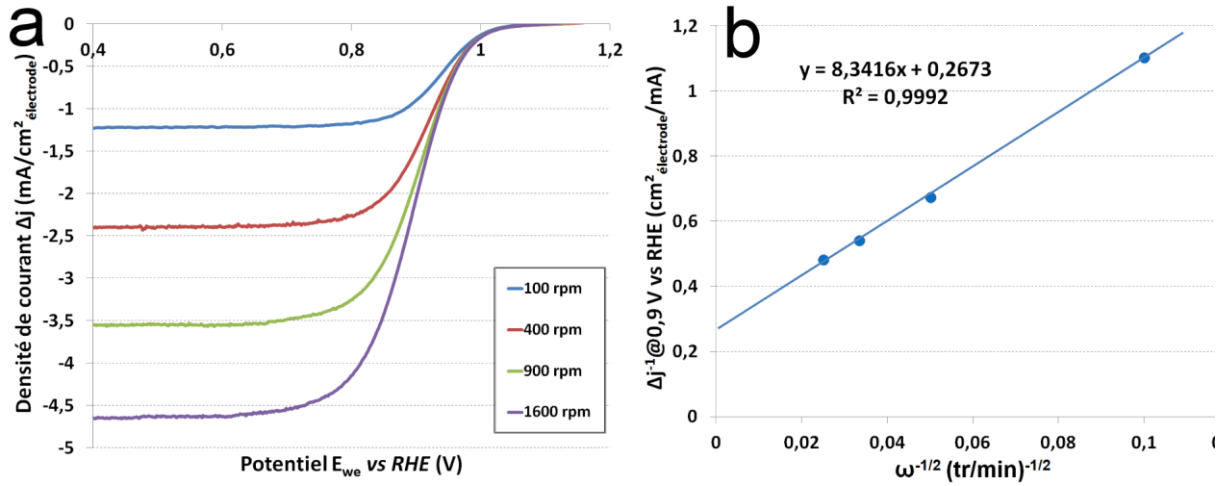 a
0
0,4
0,6
0,8
1
1,2
-0,5
-1
-1,5
-2
-2,5
-3
-3,5
-4
-4,5
-5
Densité de courant Δj (mA/cm²électrode)
Potentiel Ewe vs RHE (V)
100 rpm
400 rpm
900 rpm
1600 rpm
b
y = 8,3416x + 0,2673
R² = 0,9992
1,2
1
0,8
0,6
0,4
0,2
0
Δj-1@0,9 V vs RHE (cm²électrode/mA)
0
0,02
0,04
0,06
0,08
0,1
ω-1/2 (tr/min)-1/2